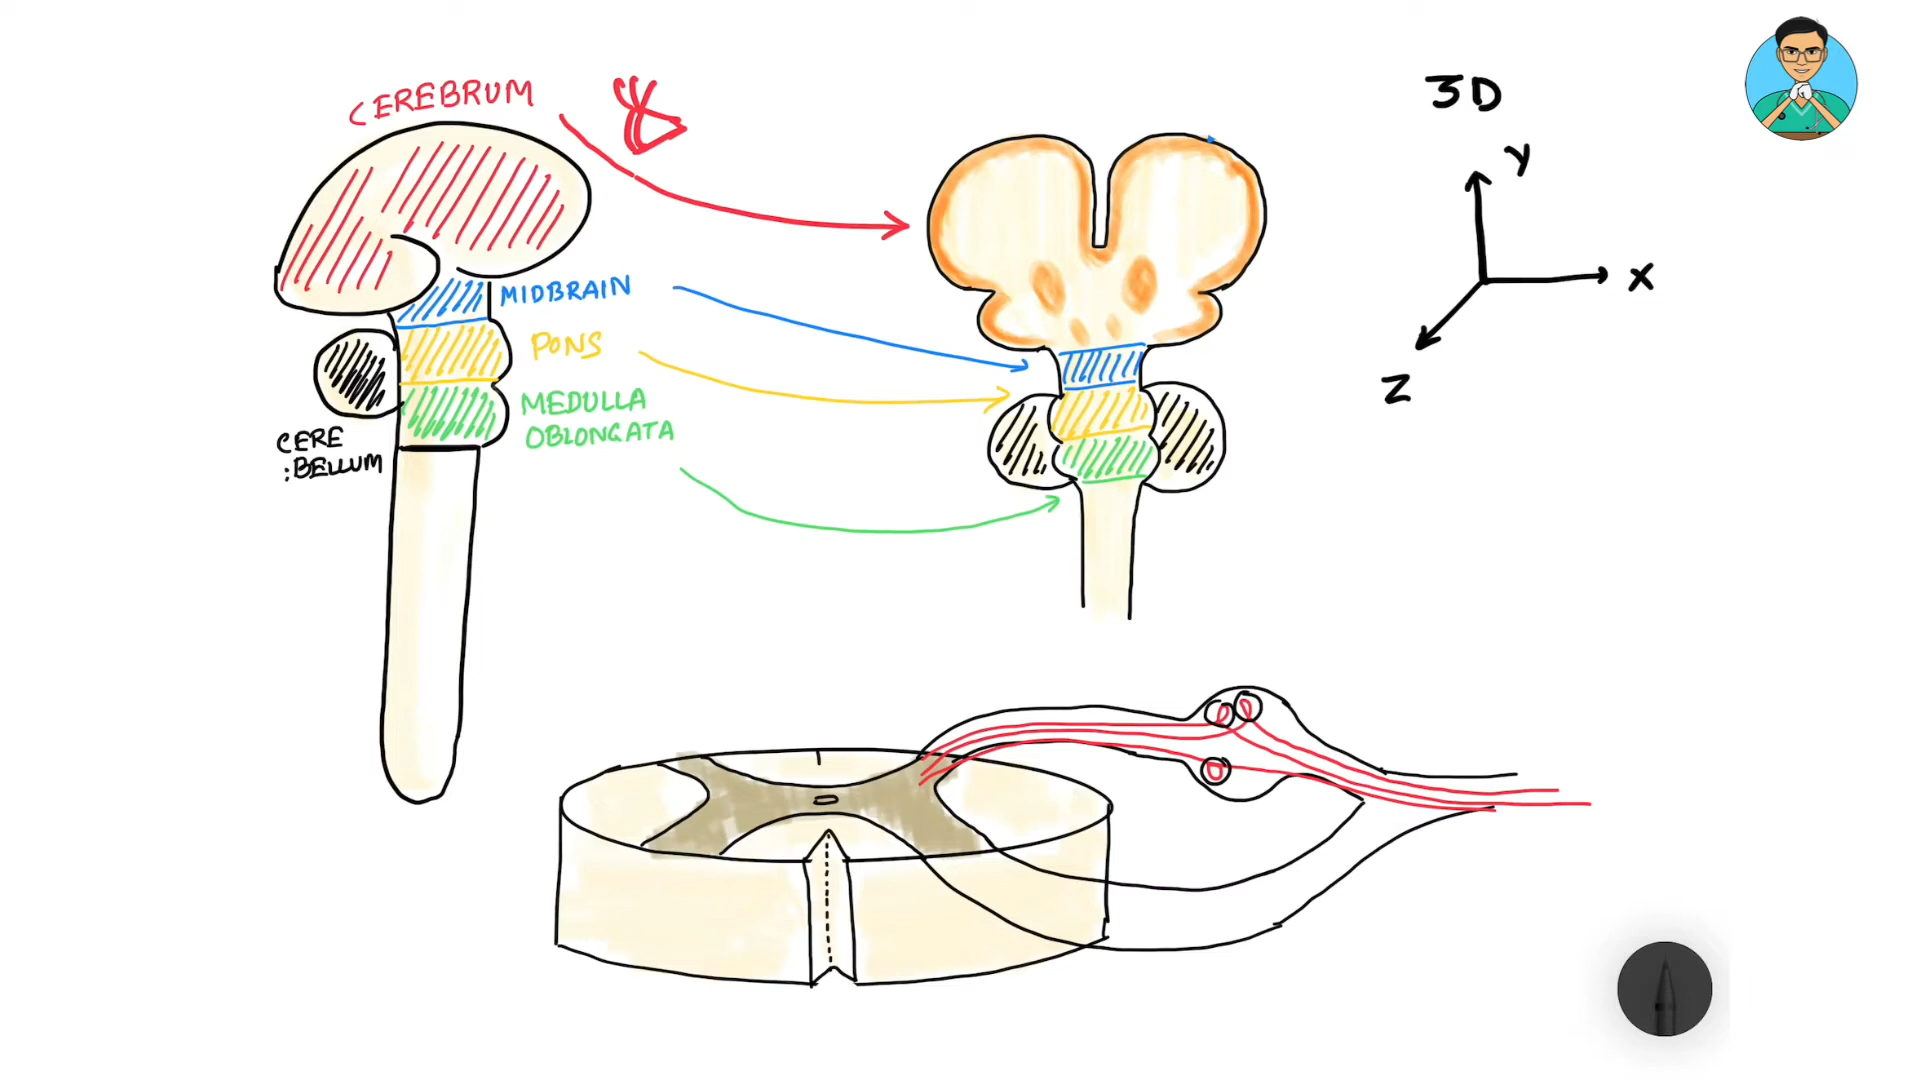 CEREBRUM
MIDBRAIN
PONS
MEDULLA
OBLONGATA
CERE
:BELLUM
3D
Y
X
Z